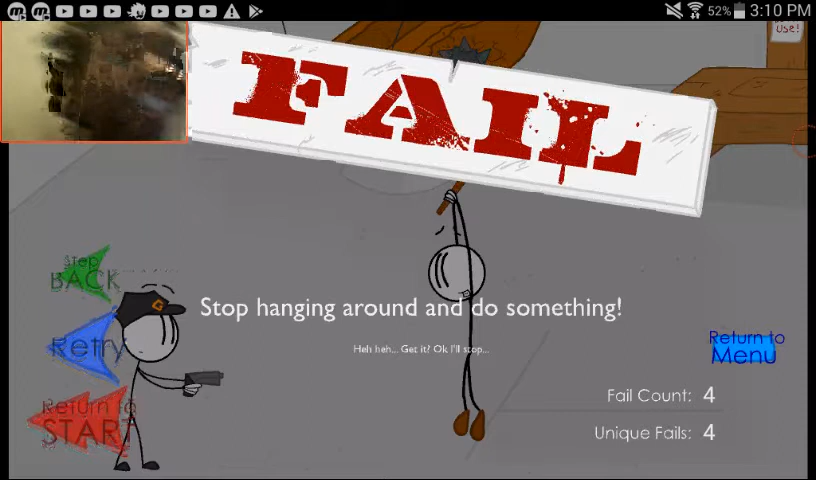 52% 3:10 PM
Use!
FAIL
Step
BACK
Stop hanging around and do something!
Retry
Heh heh... Get it? Ok I'll stop...
Return to
Menu
Return to
START
Fail Count: 4
Unique Fails: 4